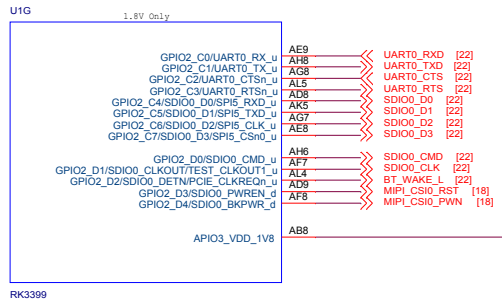 U1G
1.8V Only
GPIO2_C0/UART0_RX_u AE9 UART0_RXD [22]
GPIO2_C1/UART0_TX_u AH8 UART0_TXD [22]
GPIO2_C2/UART0_CTSn_u AG8 UART0_CTS [22]
GPIO2_C3/UART0_RTSn_u AL5 UART0_RTS [22]
GPIO2_C4/SDIO0_D0/SPI5_RXD_u AD8 SDIO0_D0 [22]
GPIO2_C5/SDIO0_D1/SPI5_TXD_u AK5 SDIO0_D1 [22]
GPIO2_C6/SDIO0_D2/SPI5_CLK_u AG7 SDIO0_D2 [22]
GPIO2_C7/SDIO0_D3/SPI5_CSn0_u AE8 SDIO0_D3 [22]
GPIO2_D0/SDIO0_CMD_u AH6 SDIO0_CMD [22]
GPIO2_D1/SDIO0_CLKOUT/TEST_CLKOUT1_u AF7 SDIO0_CLK [22]
GPIO2_D2/SDIO0_DETN/PCIE_CLKREQn_u AL4 BT_WAKE_L [22]
GPIO2_D3/SDIO0_PWREN_d AD9 MIPI_CSI0_RST [18]
GPIO2_D4/SDIO0_BKPWR_d AF8 MIPI_CSI0_PWN [18]
APIO3_VDD_1V8 AB8
RK3399